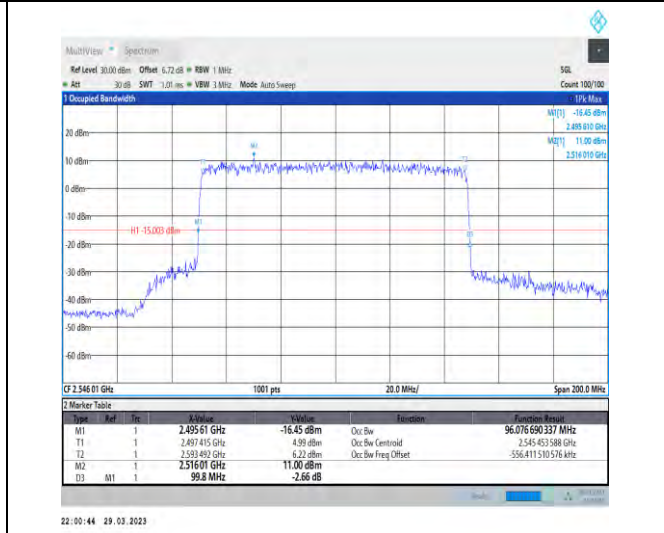 MultiView Spectrum
Ref Level 30.00 dBm Offset 6.72 dB RBW 1 MHz SGL
Att 30 dB SWT 1.01 ms VBW 3 MHz Mode Auto Sweep Count 100/100
1 Occupied Bandwidth 1Pk Max
M1[1] -16.45 dBm
2.495 610 GHz
M2[1] 11.00 dBm
2.516 010 GHz
20 dBm
M2
10 dBm
0 dBm
-10 dBm
M1
H1 -15.003 dBm
-20 dBm
-30 dBm
-40 dBm
-50 dBm
-60 dBm
CF 2.546 01 GHz 1001 pts 20.0 MHz/ Span 200.0 MHz
2 Marker Table
Type Ref Trc X-Value Y-Value Function Function Result
M1 1 2.495 61 GHz -16.45 dBm Occ Bw 96.076 690 337 MHz
T1 1 2.497 415 GHz 4.99 dBm Occ Bw Centroid 2.545 453 588 GHz
T2 1 2.593 492 GHz 6.22 dBm Occ Bw Freq Offset -556.411 510 576 kHz
M2 1 2.516 01 GHz 11.00 dBm
D3 M1 1 99.8 MHz -2.66 dB
22:00:44 29.03.2023